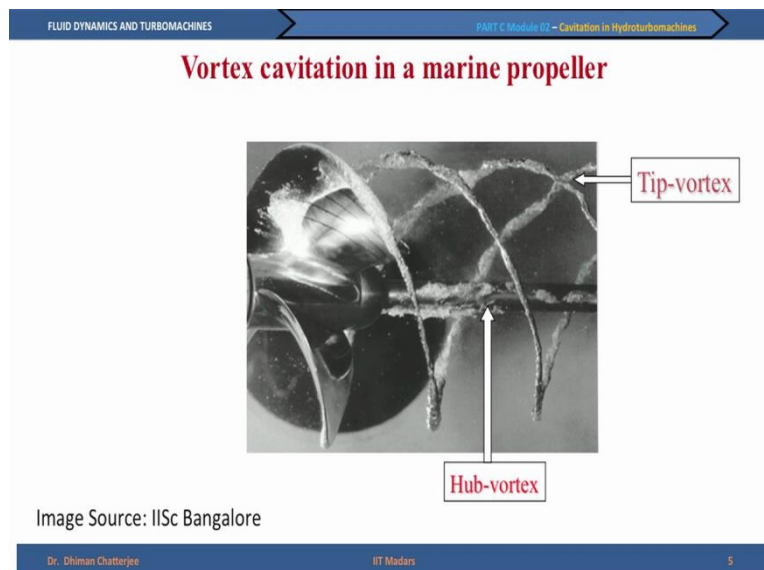 FLUID DYNAMICS AND TURBOMACHINES
PART C Module 02 – Cavitation in Hydroturbomachines
Vortex cavitation in a marine propeller
Tip-vortex
Hub-vortex
Image Source: IISc Bangalore
Dr. Dhiman Chatterjee
IIT Madars
5